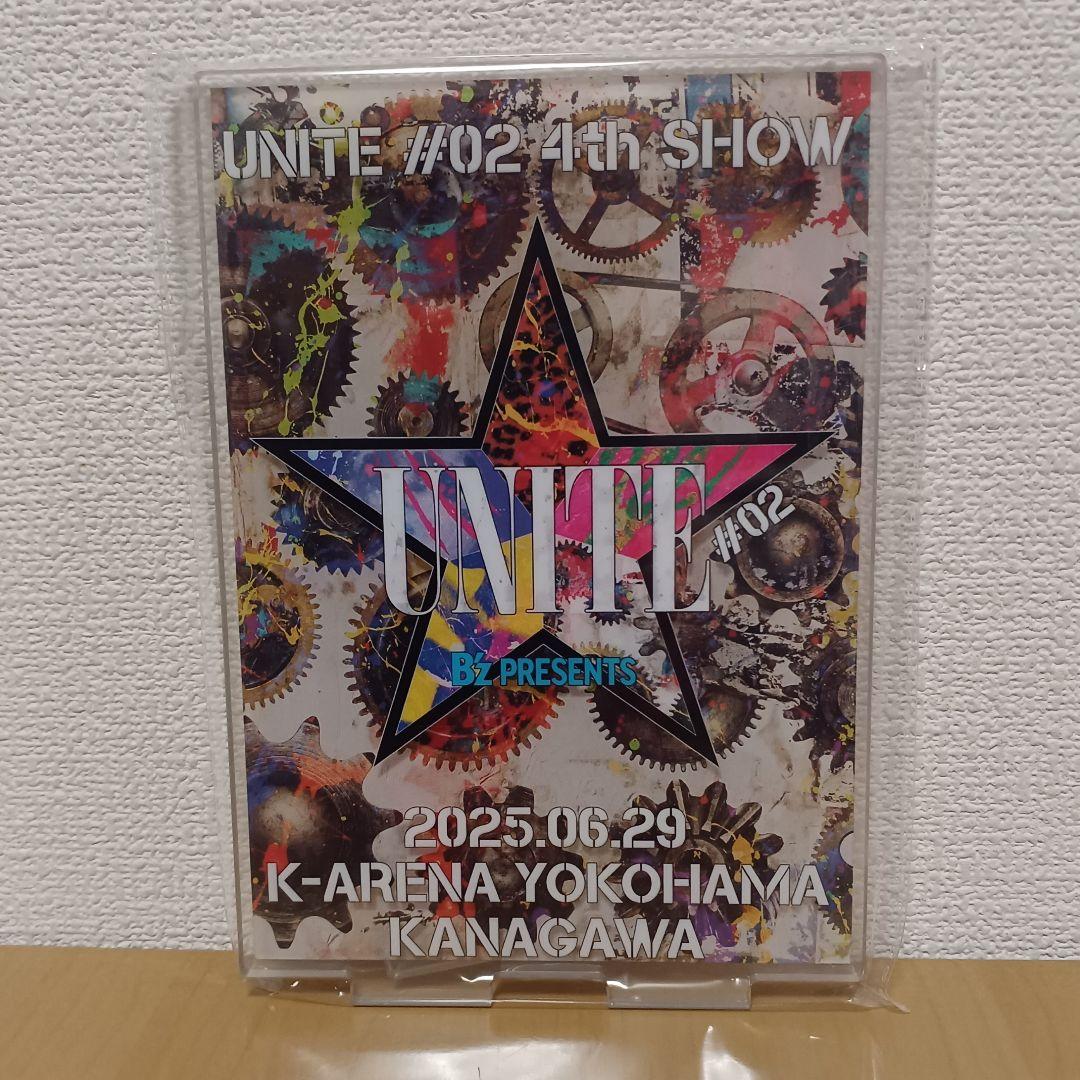 UNITE #02 4th SHOW
UNITE
#02
B'z PRESENTS
2025.06.29
K-ARENA YOKOHAMA
KANAGAWA